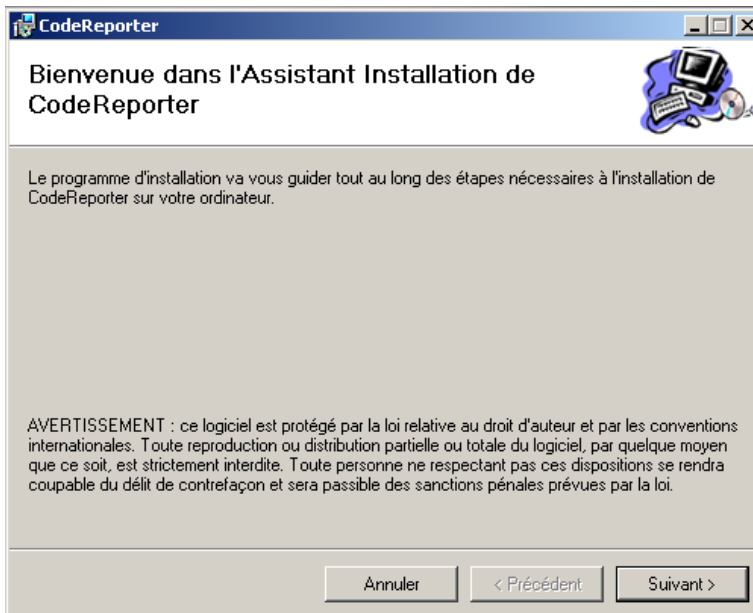 CodeReporter
Bienvenue dans l'Assistant Installation de
CodeReporter
Le programme d'installation va vous guider tout au long des étapes nécessaires à l'installation de
CodeReporter sur votre ordinateur.
AVERTISSEMENT : ce logiciel est protégé par la loi relative au droit d'auteur et par les conventions
internationales. Toute reproduction ou distribution partielle ou totale du logiciel, par quelque moyen
que ce soit, est strictement interdite. Toute personne ne respectant pas ces dispositions se rendra
coupable du délit de contrefaçon et sera passible des sanctions pénales prévues par la loi.
Annuler < Précédent Suivant >